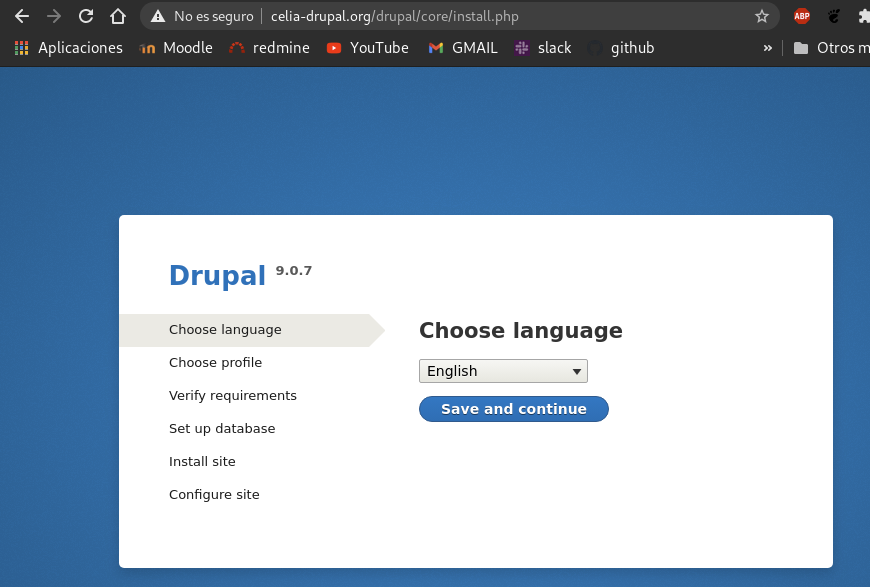 No es seguro celia-drupal.org/drupal/core/install.php ABP
Aplicaciones Moodle redmine YouTube GMAIL slack github » Otros m
Drupal 9.0.7
Choose language
Choose profile
Verify requirements
Set up database
Install site
Configure site
Choose language
English
Save and continue